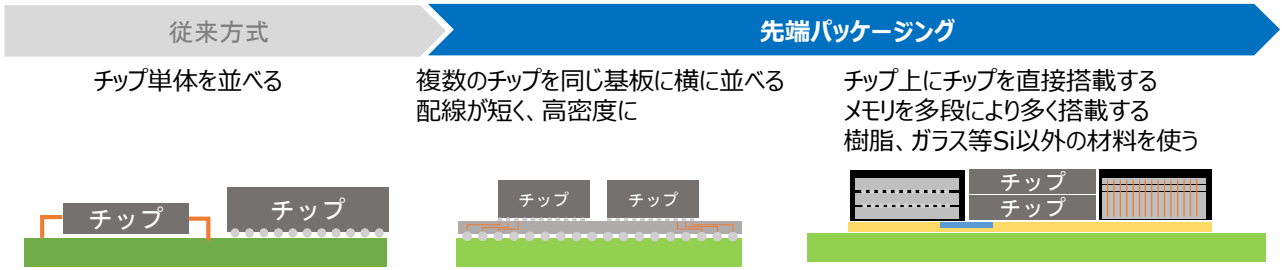 従来方式
先端パッケージング
チップ単体を並べる
複数のチップを同じ基板に横に並べる
配線が短く、高密度に
チップ上にチップを直接搭載する
メモリを多段により多く搭載する
樹脂、ガラス等Si以外の材料を使う
チップ
チップ
チップ
チップ
チップ
チップ